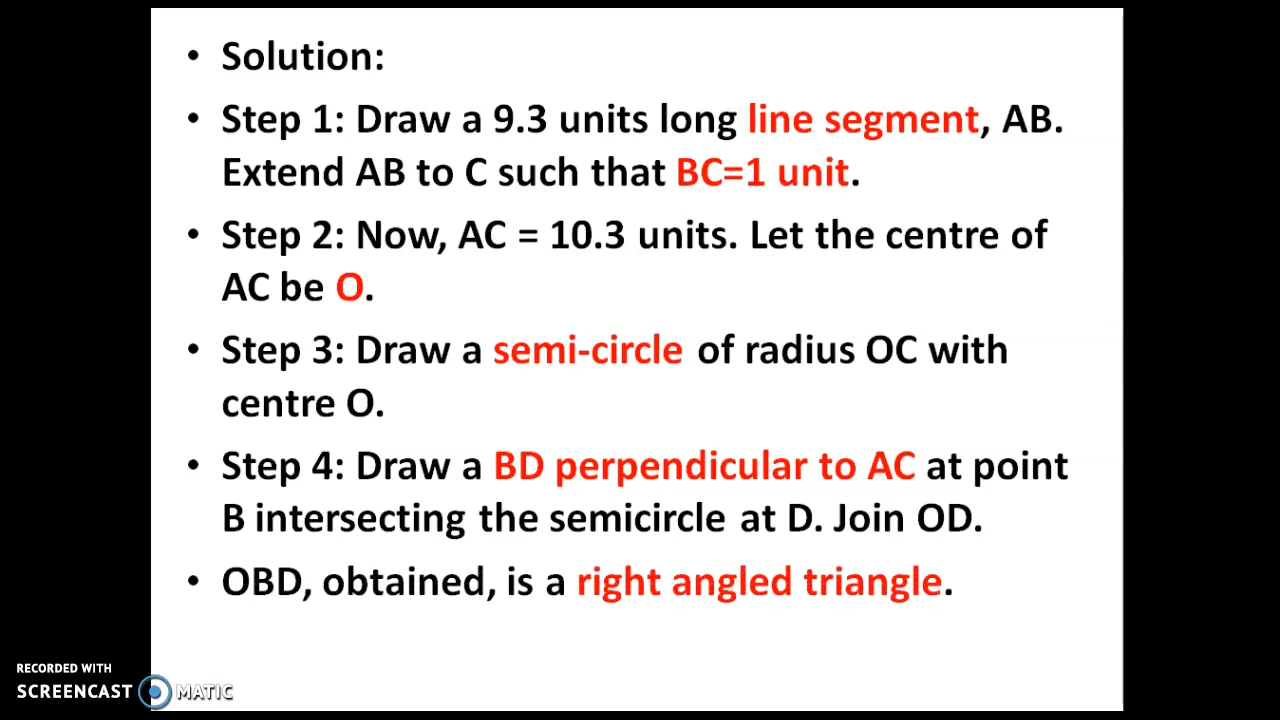 • Solution:
• Step 1: Draw a 9.3 units long line segment, AB.
Extend AB to C such that BC=1 unit.
• Step 2: Now, AC = 10.3 units. Let the centre of
AC be O.
• Step 3: Draw a semi-circle of radius OC with
centre O.
• Step 4: Draw a BD perpendicular to AC at point
B intersecting the semicircle at D. Join OD.
• OBD, obtained, is a right angled triangle.
RECORDED WITH
SCREENCAST MATIC